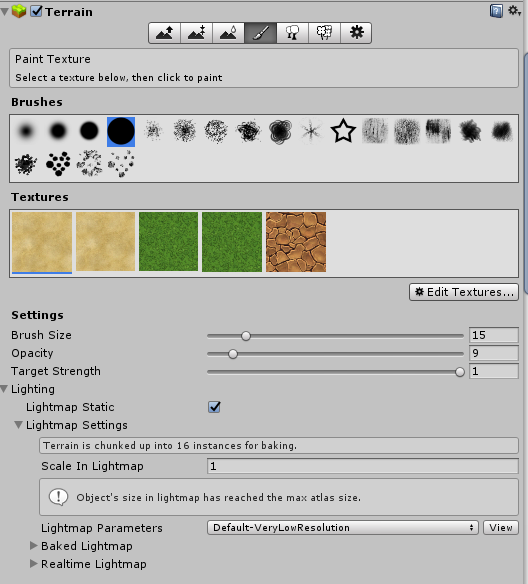 Terrain
Paint Texture
Select a texture below, then click to paint
Brushes
Textures
Edit Textures...
Settings
Brush Size 15
Opacity 9
Target Strength 1
Lighting
Lightmap Static
Lightmap Settings
Terrain is chunked up into 16 instances for baking.
Scale In Lightmap 1
Object's size in lightmap has reached the max atlas size.
Lightmap Parameters Default-VeryLowResolution View
Baked Lightmap
Realtime Lightmap